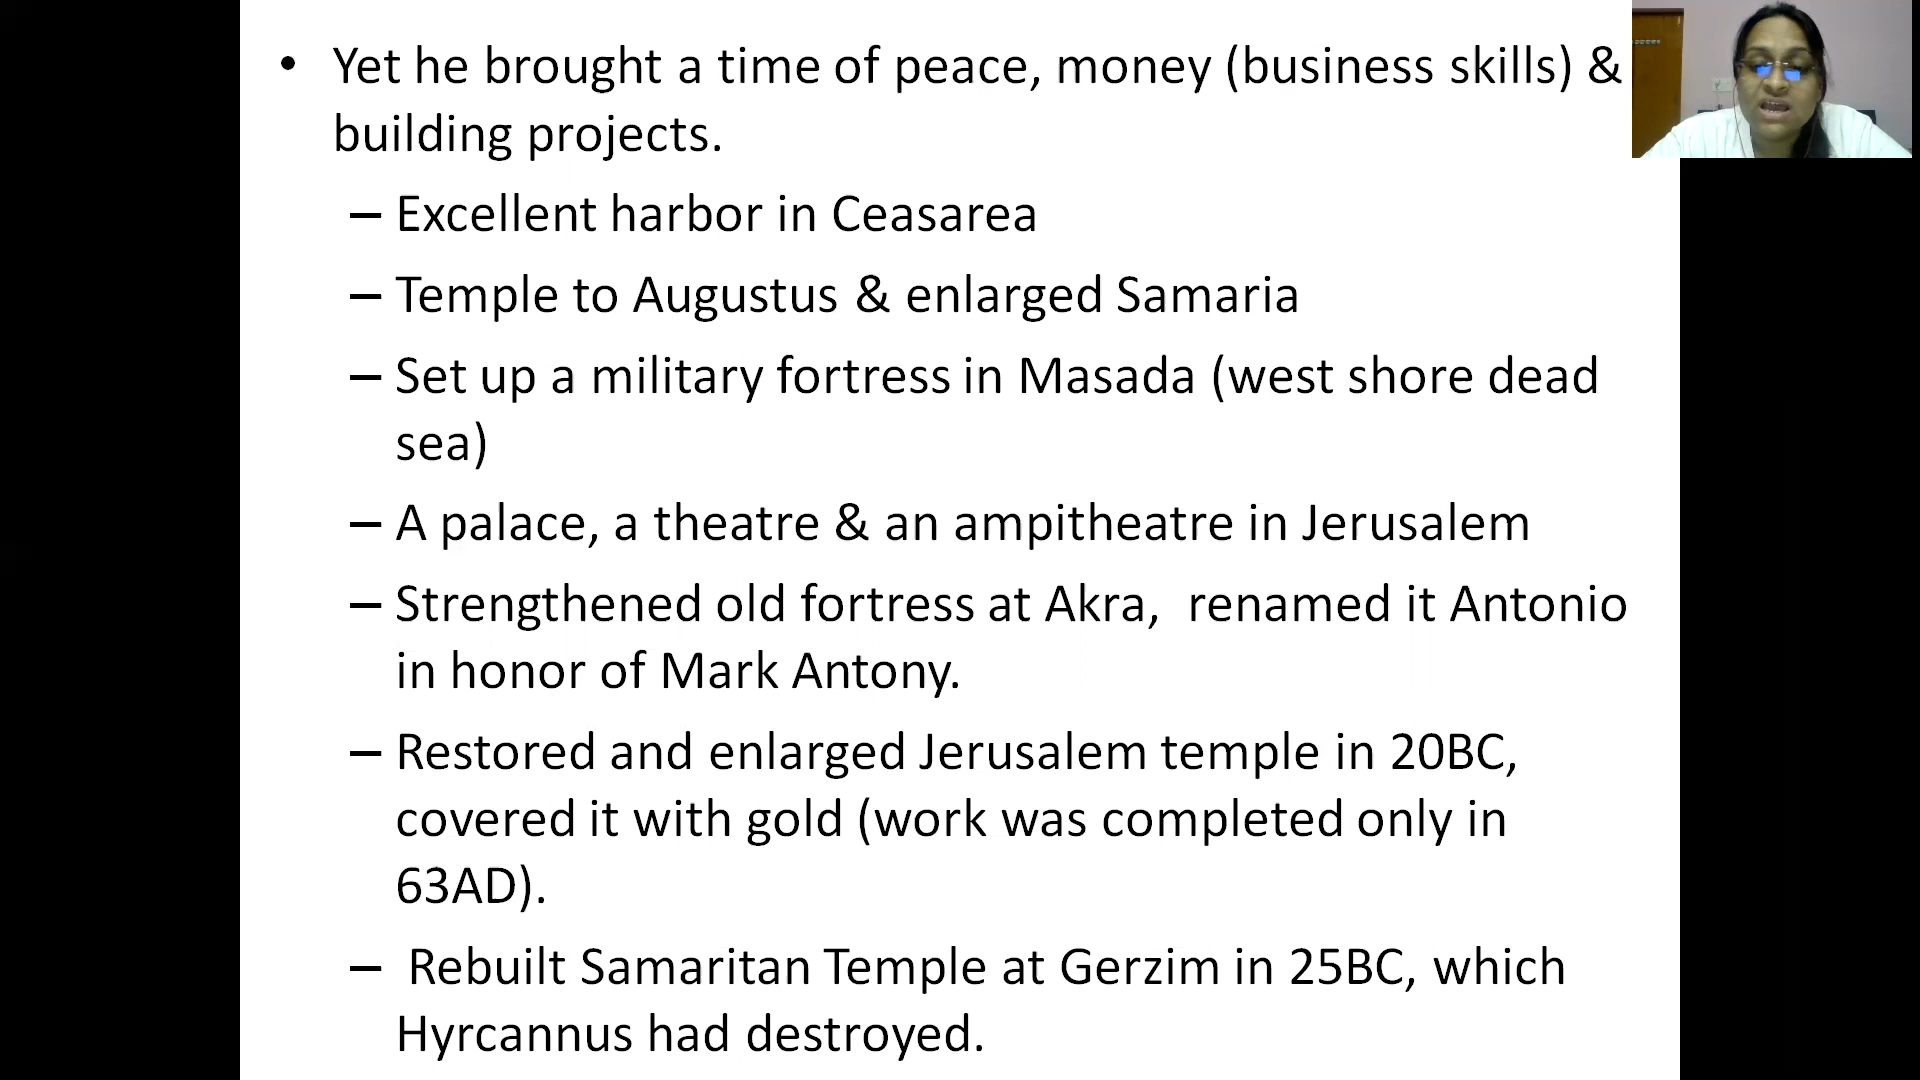 • Yet he brought a time of peace, money (business skills) &
building projects.
– Excellent harbor in Ceasarea
– Temple to Augustus & enlarged Samaria
– Set up a military fortress in Masada (west shore dead
sea)
– A palace, a theatre & an ampitheatre in Jerusalem
– Strengthened old fortress at Akra,  renamed it Antonio
in honor of Mark Antony.
– Restored and enlarged Jerusalem temple in 20BC,
covered it with gold (work was completed only in
63AD).
–  Rebuilt Samaritan Temple at Gerzim in 25BC, which
Hyrcannus had destroyed.